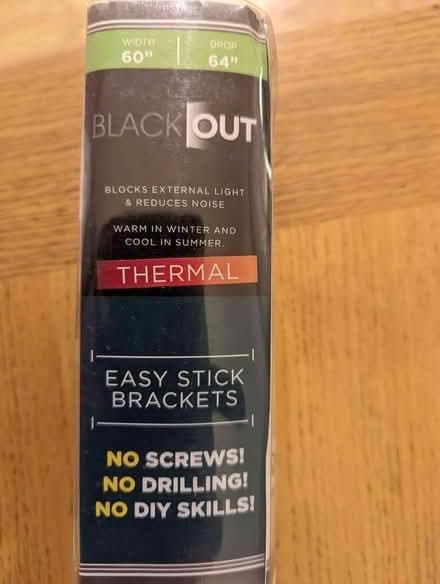 WIDTH DROP
60" 64"
BLACKOUT
BLOCKS EXTERNAL LIGHT
& REDUCES NOISE
WARM IN WINTER AND
COOL IN SUMMER.
THERMAL
EASY STICK
BRACKETS
NO SCREWS!
NO DRILLING!
NO DIY SKILLS!